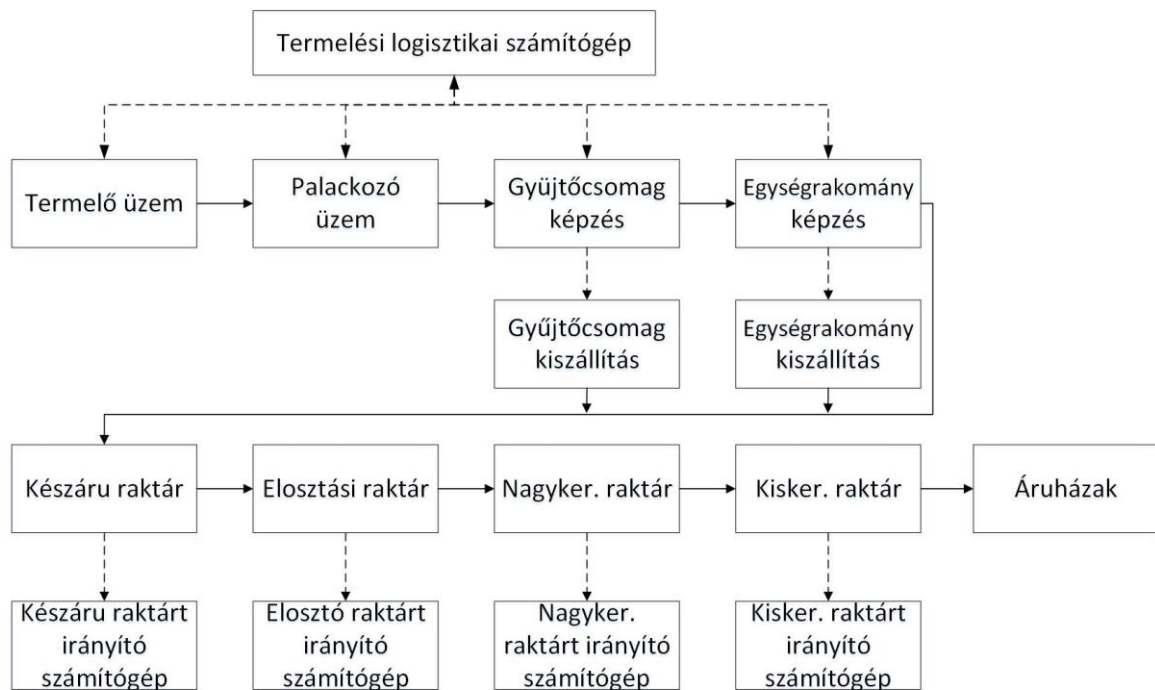 Termelési logisztikai számítógép
Termelő üzem
Palackozó
üzem
Gyüjtőcsomag
képzés
Egységrakomány
képzés
Gyűjtőcsomag
kiszállítás
Egységrakomány
kiszállítás
Készáru raktár
Elosztási raktár
Nagyker. raktár
Kisker. raktár
Áruházak
Készáru raktárt
irányító
számítógép
Elosztó raktárt
irányító
számítógép
Nagyker.
raktárt irányító
számítógép
Kisker. raktárt
irányító
számítógép